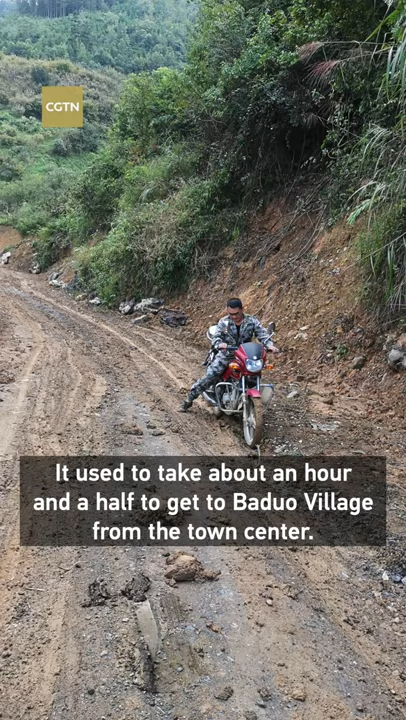 CGTN
It used to take about an hour
and a half to get to Baduo Village
from the town center.